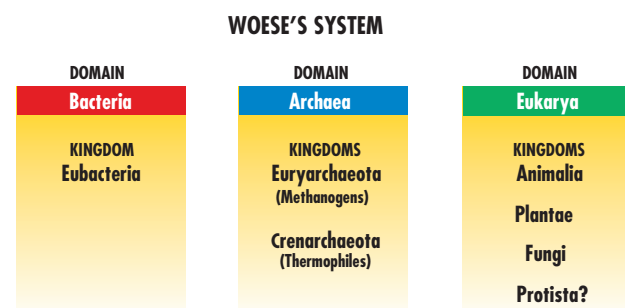 WOESE'S SYSTEM
DOMAIN
Bacteria
KINGDOM
Eubacteria
DOMAIN
Archaea
KINGDOMS
Euryarchaeota
(Methanogens)
Crenarchaeota
(Thermophiles)
DOMAIN
Eukarya
KINGDOMS
Animalia
Plantae
Fungi
Protista?